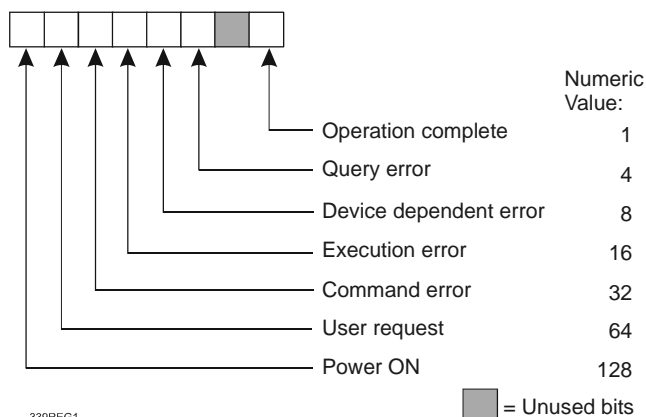 Numeric
Value:
Operation complete 1
Query error 4
Device dependent error 8
Execution error 16
Command error 32
User request 64
Power ON 128
= Unused bits